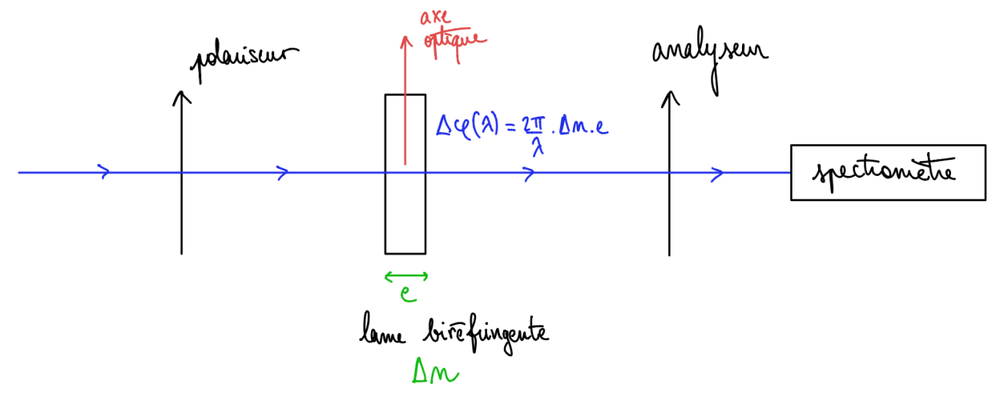 axe
optique
polariseur
analyseur
Δφ(λ) = 2π/λ . Δn.e
spectromètre
e
lame biréfringente
Δn